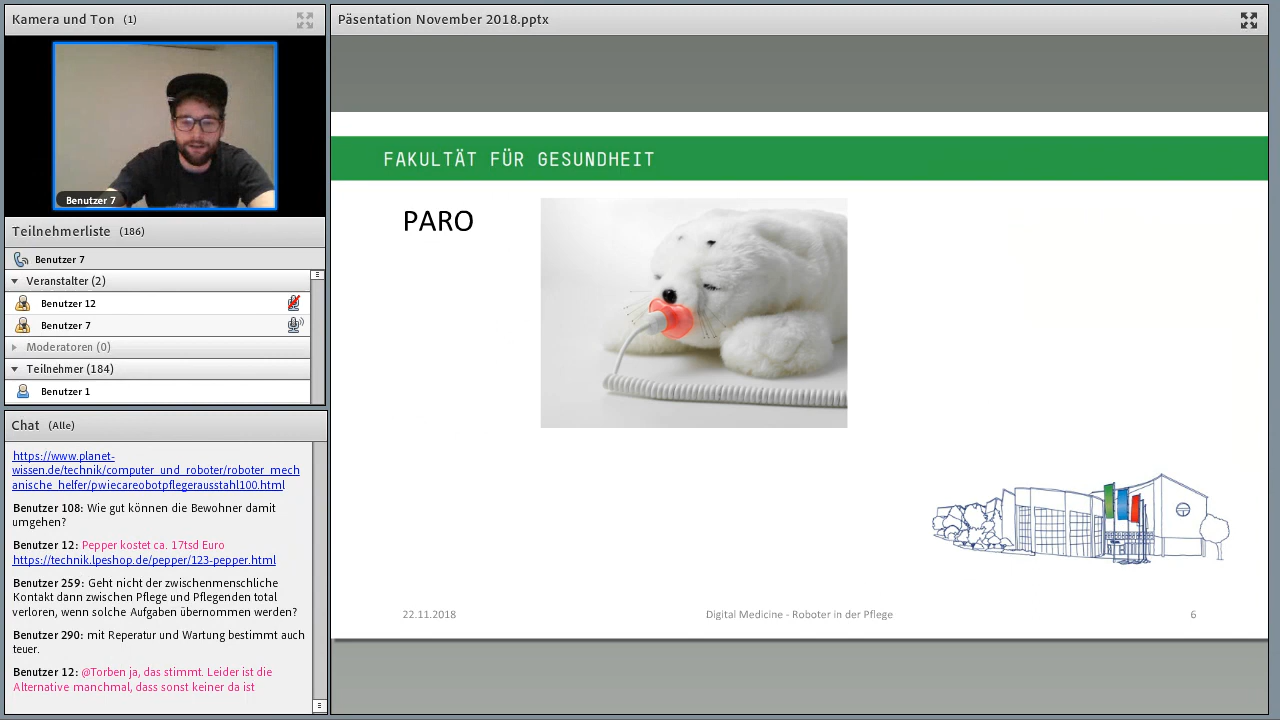 Kamera und Ton (1)
Benutzer 7
Teilnehmerliste (186)
Benutzer 7
Veranstalter (2)
Benutzer 12
Benutzer 7
Moderatoren (0)
Teilnehmer (184)
Benutzer 1
Chat (Alle)
https://www.planet-
wissen.de/technik/computer_und_roboter/roboter_mech
anische_helfer/pwiecareobotpflegerausstahl100.html
Benutzer 108: Wie gut können die Bewohner damit
umgehen?
Benutzer 12: Pepper kostet ca. 17tsd Euro
https://technik.lpeshop.de/pepper/123-pepper.html
Benutzer 259: Geht nicht der zwischenmenschliche
Kontakt dann zwischen Pflege und Pflegenden total
verloren, wenn solche Aufgaben übernommen werden?
Benutzer 290: mit Reperatur und Wartung bestimmt auch
teuer.
Benutzer 12: @Torben ja, das stimmt. Leider ist die
Alternative manchmal, dass sonst keiner da ist
Päsentation November 2018.pptx
FAKULTÄT FÜR GESUNDHEIT
PARO
22.11.2018
Digital Medicine - Roboter in der Pflege
6